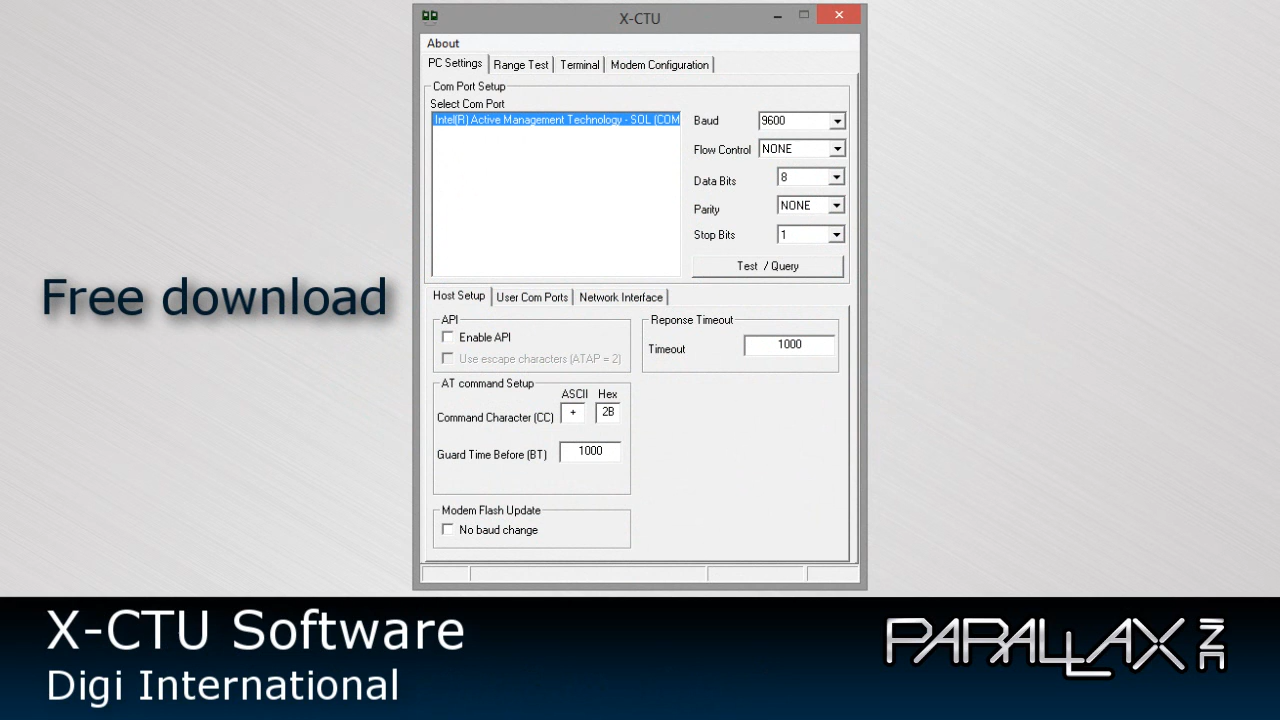 X-CTU
About
PC Settings Range Test Terminal Modem Configuration
Com Port Setup
Select Com Port
Intel(R) Active Management Technology - SOL (COM
Baud 9600
Flow Control NONE
Data Bits 8
Parity NONE
Stop Bits 1
Test / Query
Free download
Host Setup User Com Ports Network Interface
API
Enable API
Use escape characters (ATAP = 2)
Reponse Timeout
Timeout 1000
AT command Setup
ASCII Hex
Command Character (CC) + 2B
Guard Time Before (BT) 1000
Modem Flash Update
No baud change
X-CTU Software
Digi International
PARALLAX INC